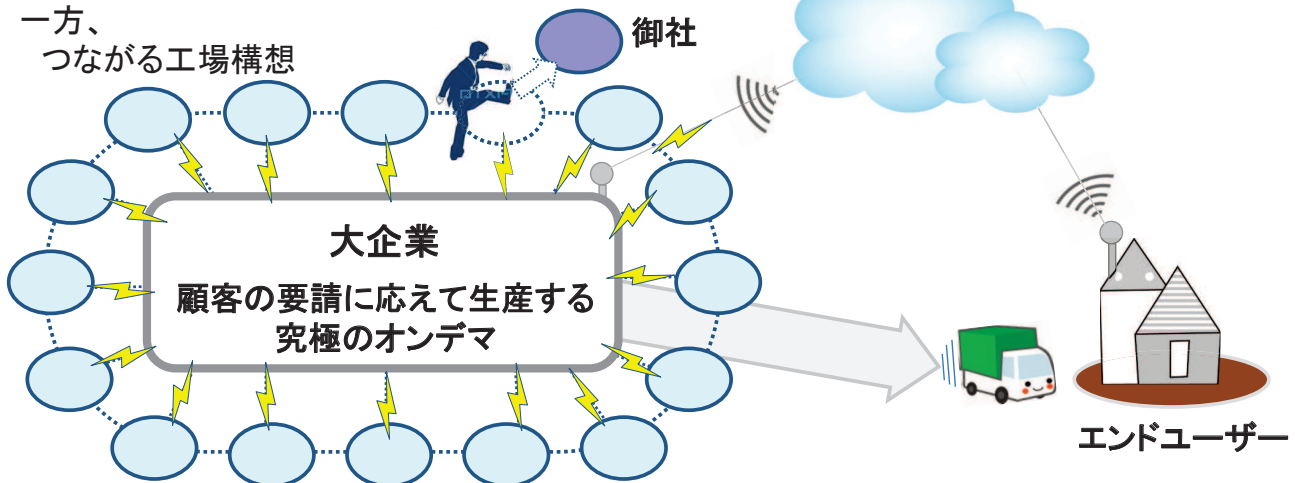 一方、
つながる工場構想
御社
大企業
顧客の要請に応えて生産する
究極のオンデマ
エンドユーザー